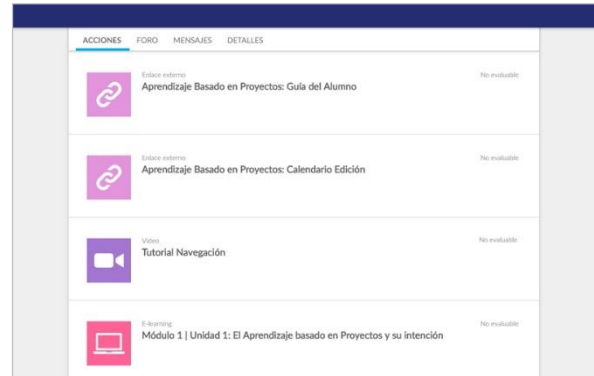 ACCIONES FORO MENSAJES DETALLES
Enlace externo
No evaluable
Aprendizaje Basado en Proyectos: Guía del Alumno
Enlace externo
No evaluable
Aprendizaje Basado en Proyectos: Calendario Edición
Video
No evaluable
Tutorial Navegación
E-learning
No evaluable
Módulo 1 | Unidad 1: El Aprendizaje basado en Proyectos y su intención